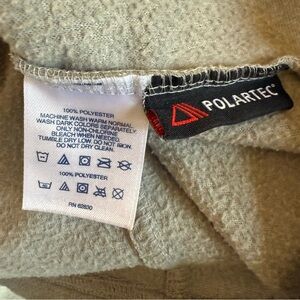 100% POLYESTER
MACHINE WASH WARM NORMAL.
WASH DARK COLORS SEPARATELY.
ONLY NON-CHLORINE
BLEACH WHEN NEEDED.
TUMBLE DRY LOW. DO NOT IRON.
DO NOT DRY CLEAN.
100% POLYESTER
RN 62830
POLARTEC®